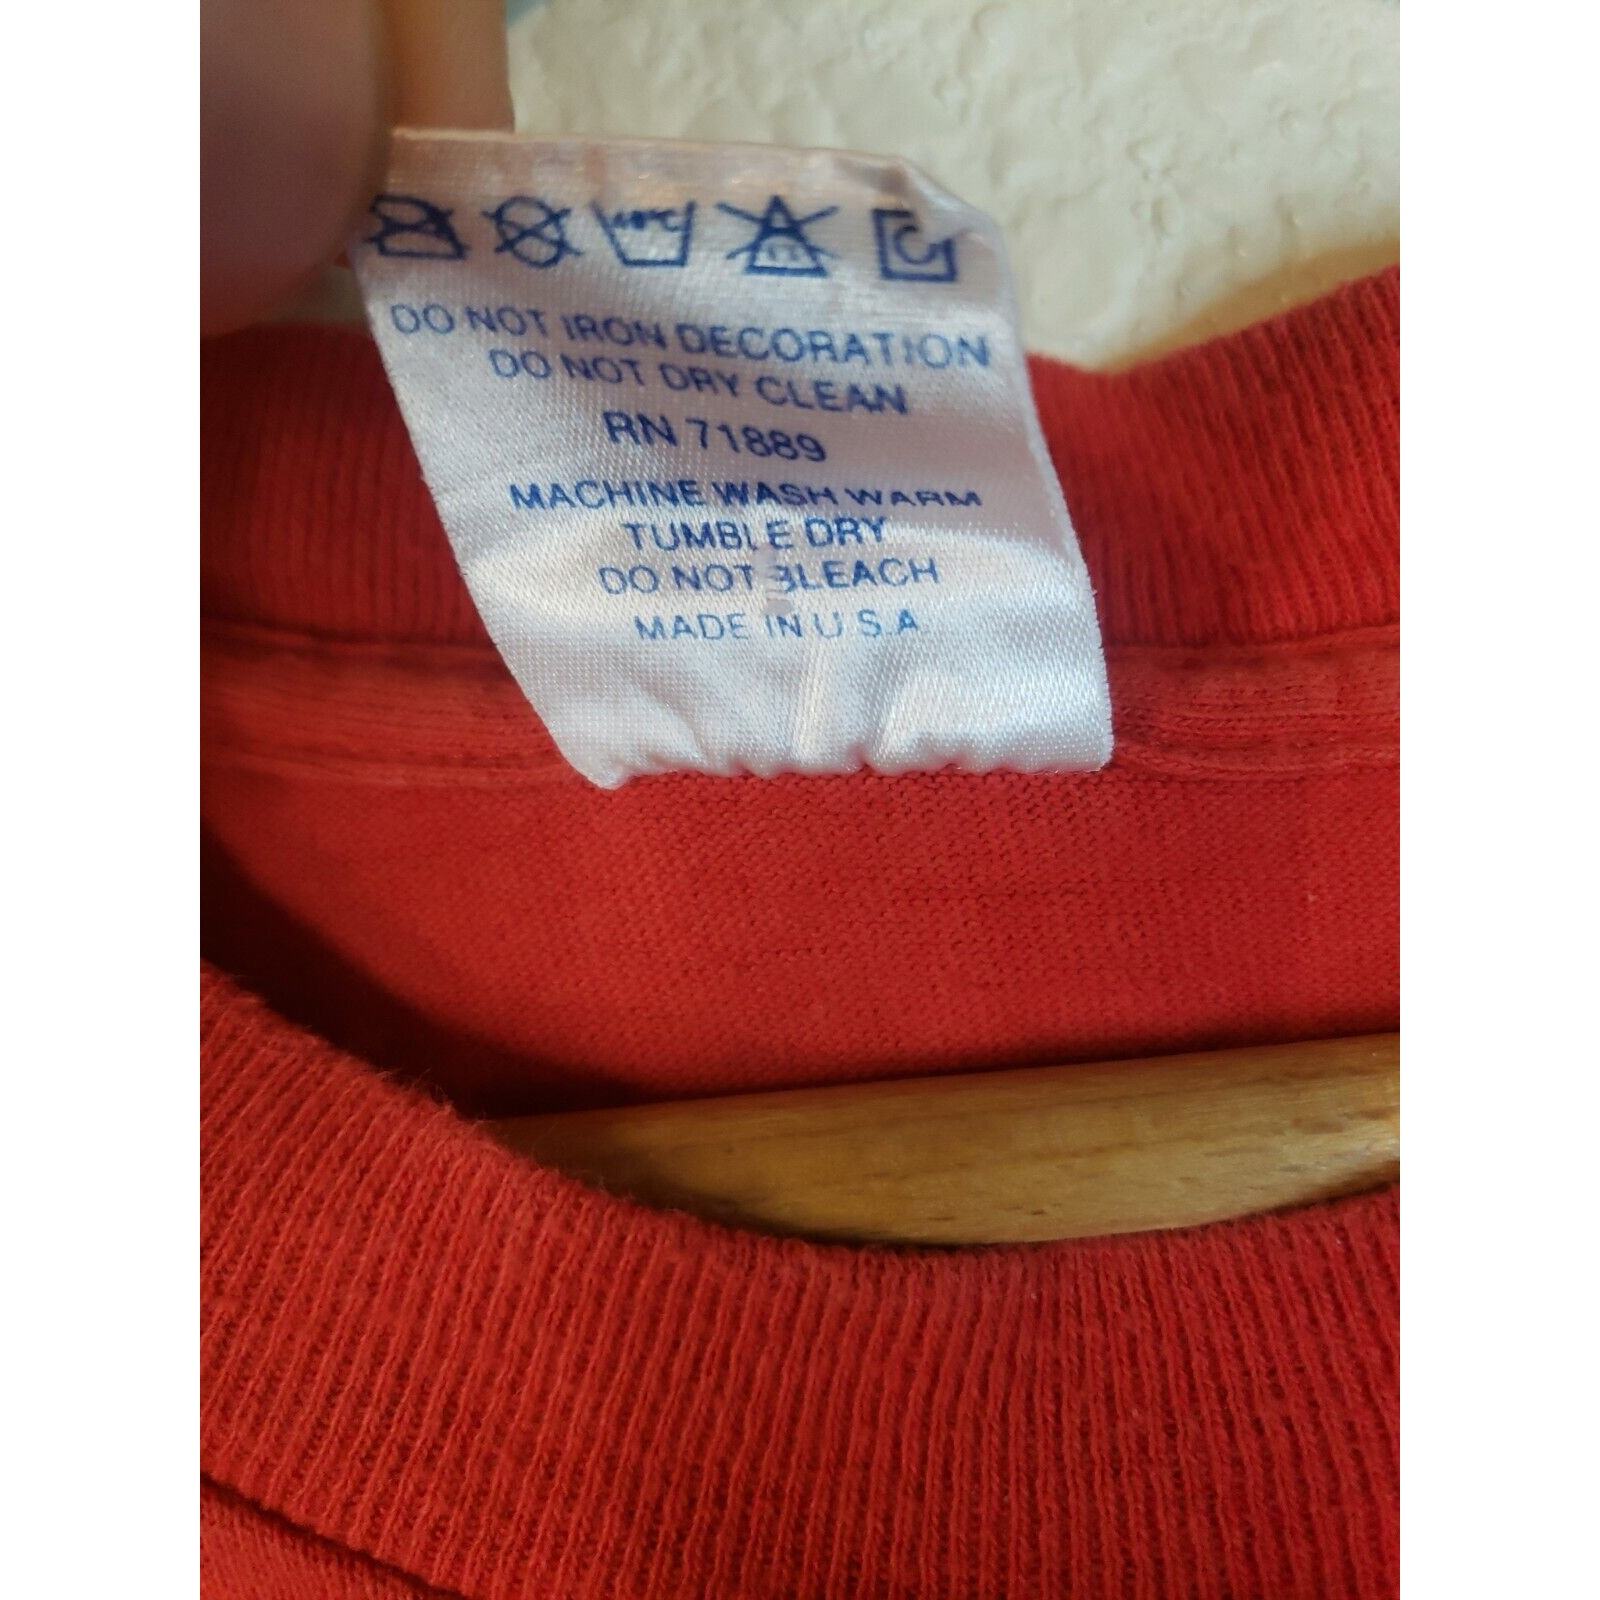 40°C
DO NOT IRON DECORATION
DO NOT DRY CLEAN
RN 71889
MACHINE WASH WARM
TUMBLE DRY
DO NOT BLEACH
MADE IN U.S.A.